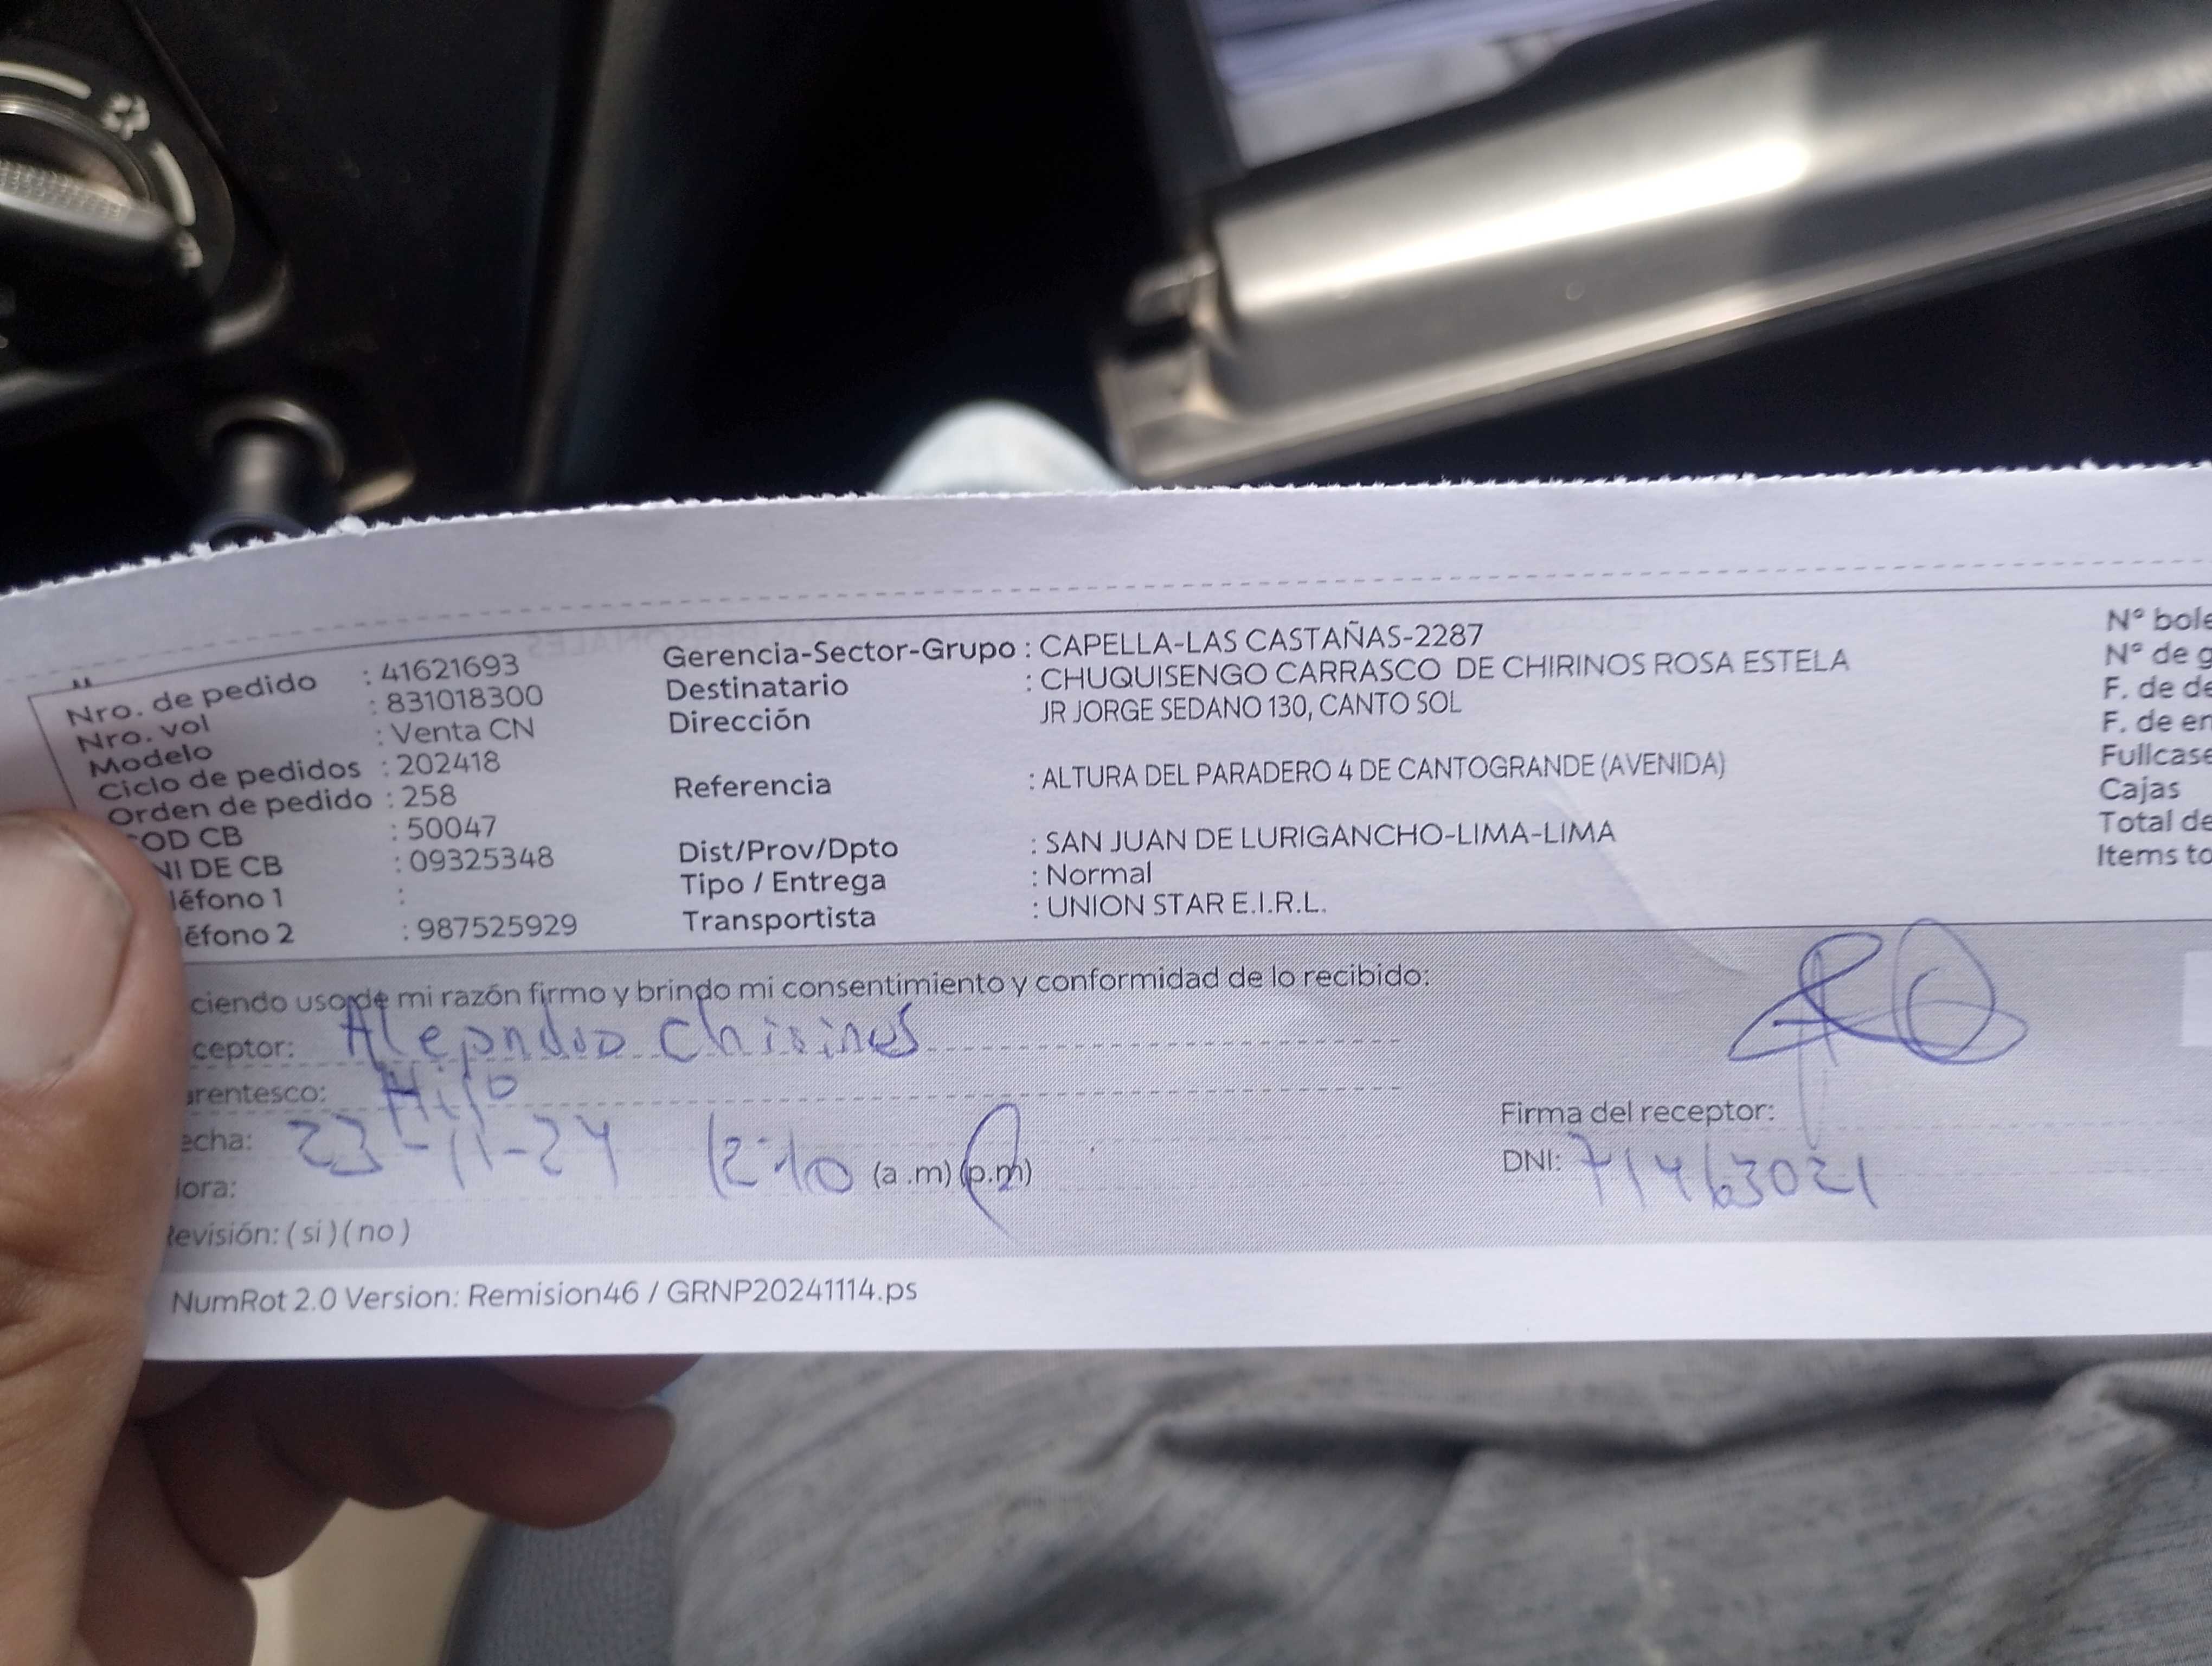 Nro. de pedido : 41621693
Nro. vol : 831018300
Modelo : Venta CN
Ciclo de pedidos : 202418
Orden de pedido : 258
OD CB : 50047
NI DE CB : 09325348
léfono 1 :
éfono 2 : 987525929
Gerencia-Sector-Grupo : CAPELLA-LAS CASTAÑAS-2287
Destinatario : CHUQUISENGO CARRASCO DE CHIRINOS ROSA ESTELA
Dirección JR JORGE SEDANO 130, CANTO SOL
Referencia : ALTURA DEL PARADERO 4 DE CANTOGRANDE (AVENIDA)
Dist/Prov/Dpto : SAN JUAN DE LURIGANCHO-LIMA-LIMA
Tipo / Entrega : Normal
Transportista : UNION STAR E.I.R.L.
N° bole
N° de g
F. de de
F. de en
Fullcase
Cajas
Total de
Items to
ciendo uso de mi razón firmo y brindo mi consentimiento y conformidad de lo recibido:
ceptor: Alejandro Chirinos
arentesco: Hijo
echa: 23-11-24
lora: 12:10 (a.m) (p.m)
Revisión: ( si ) ( no )
Firma del receptor:
DNI: 71463021
NumRot 2.0 Version: Remision46 / GRNP20241114.ps